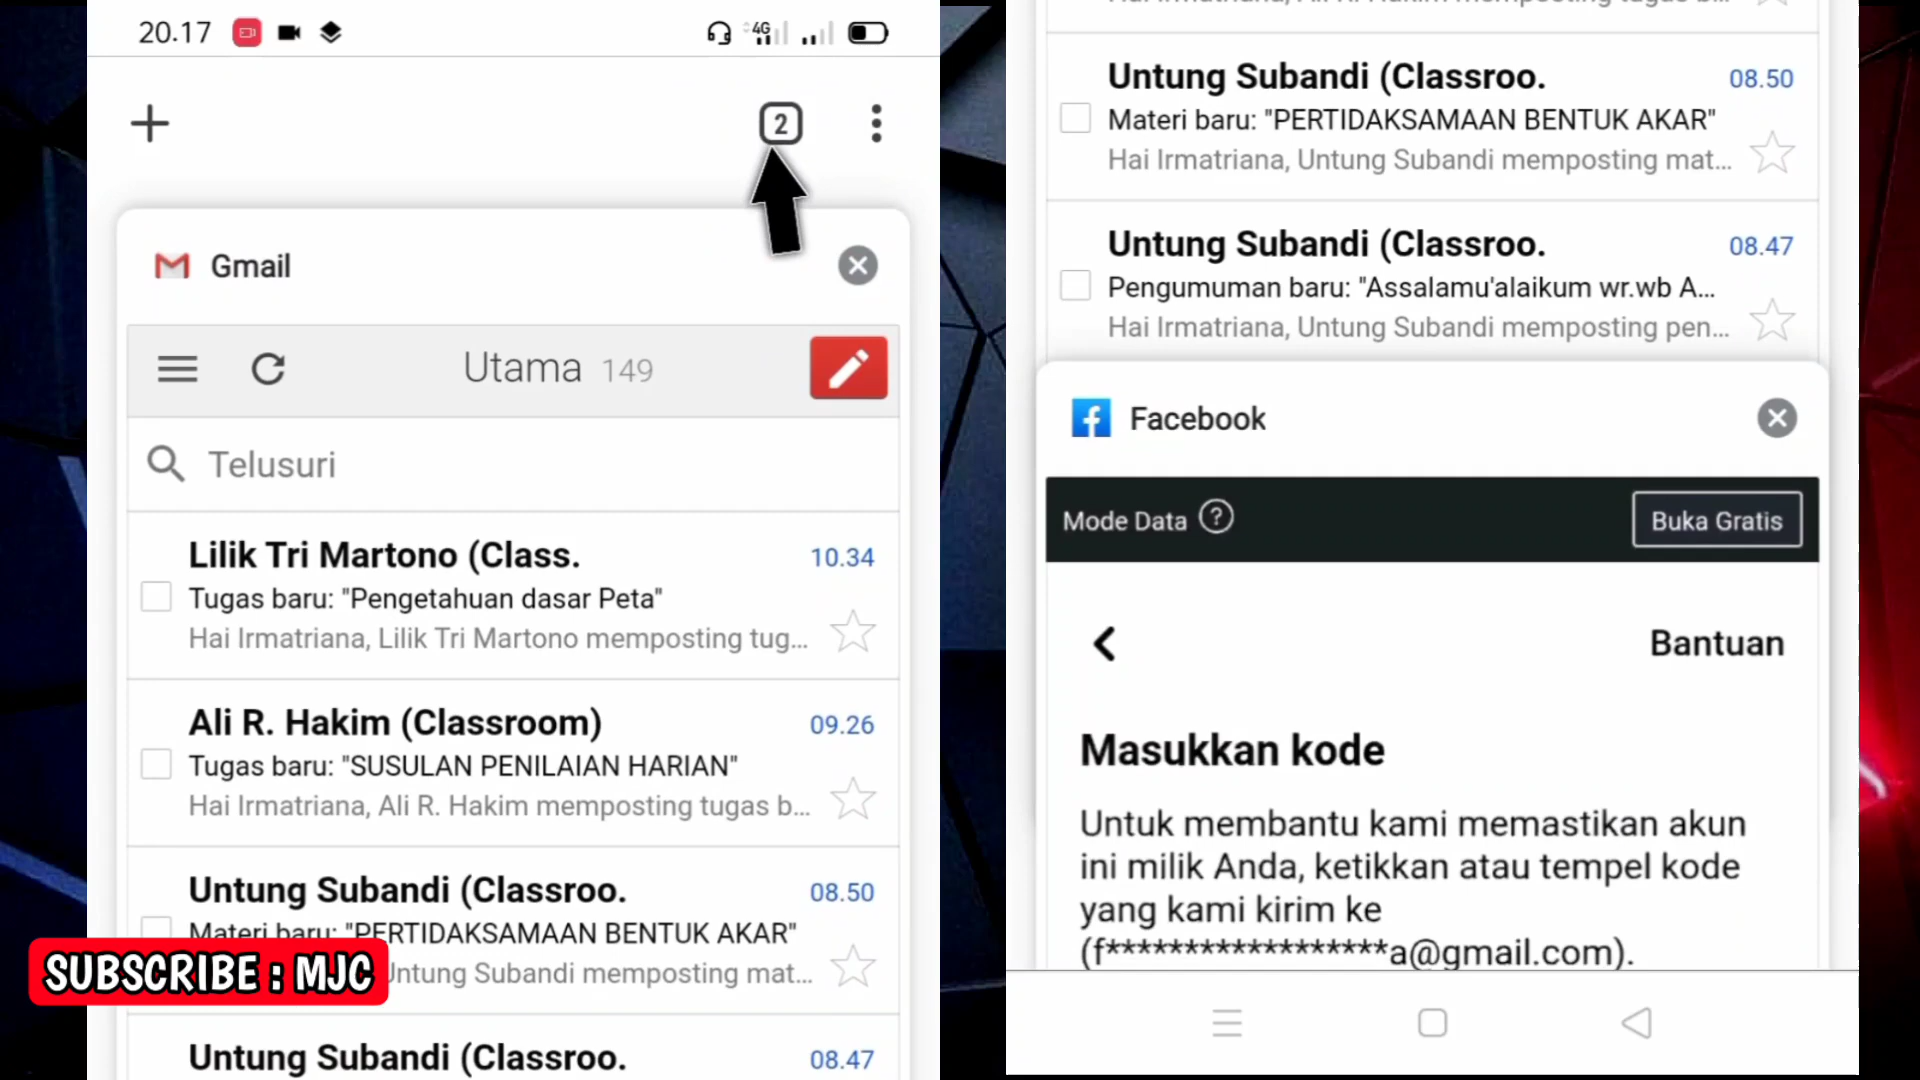 20.17
4G
2
Gmail
Utama 149
Telusuri
Lilik Tri Martono (Class.
10.34
Tugas baru: "Pengetahuan dasar Peta"
Hai Irmatriana, Lilik Tri Martono memposting tug...
Ali R. Hakim (Classroom)
09.26
Tugas baru: "SUSULAN PENILAIAN HARIAN"
Hai Irmatriana, Ali R. Hakim memposting tugas b...
Untung Subandi (Classroo.
08.50
Materi baru: "PERTIDAKSAMAAN BENTUK AKAR"
Untung Subandi memposting mat...
SUBSCRIBE : MJC
Untung Subandi (Classroo.
08.47
Untung Subandi (Classroo.
08.50
Materi baru: "PERTIDAKSAMAAN BENTUK AKAR"
Hai Irmatriana, Untung Subandi memposting mat...
Untung Subandi (Classroo.
08.47
Pengumuman baru: "Assalamu'alaikum wr.wb A...
Hai Irmatriana, Untung Subandi memposting pen...
Facebook
Mode Data ?
Buka Gratis
Bantuan
Masukkan kode
Untuk membantu kami memastikan akun
ini milik Anda, ketikkan atau tempel kode
yang kami kirim ke
(f******************a@gmail.com).